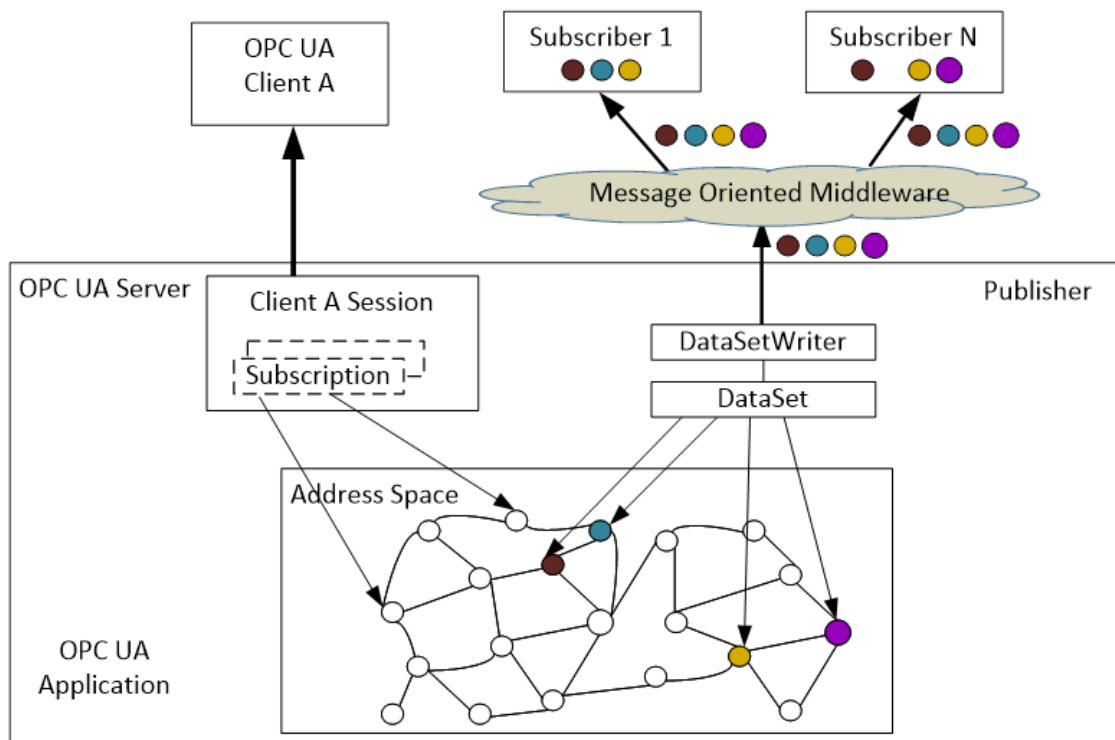 OPC UA
Client A
Subscriber 1
Subscriber N
Message Oriented Middleware
OPC UA Server
Publisher
Client A Session
Subscription
DataSetWriter
DataSet
Address Space
OPC UA
Application